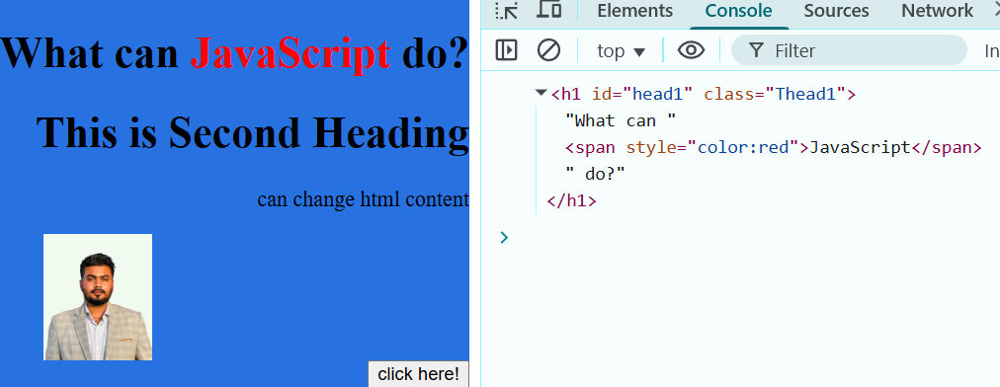 What can JavaScript do?
This is Second Heading
can change html content
click here!
Elements Console Sources Network
top ▼ Filter In
▼<h1 id="head1" class="Thead1">
"What can "
<span style="color:red">JavaScript</span>
" do?"
</h1>
>